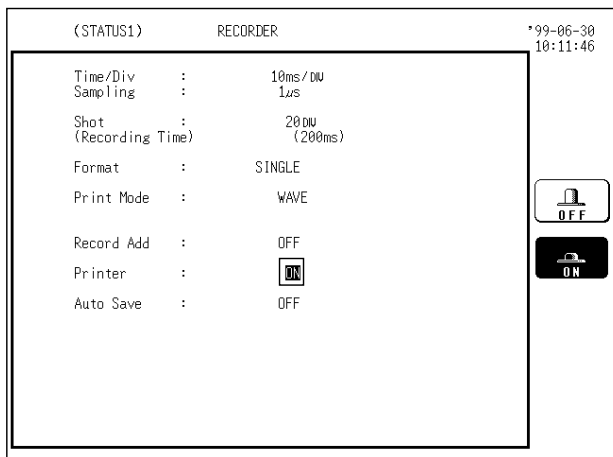 (STATUS1) RECORDER '99-06-30
10:11:46
Time/Div : 10ms/DIV
Sampling : 1µs
Shot : 20DIV
(Recording Time) (200ms)
Format : SINGLE
Print Mode : WAVE
OFF
Record Add : OFF
Printer : ON
ON
Auto Save : OFF